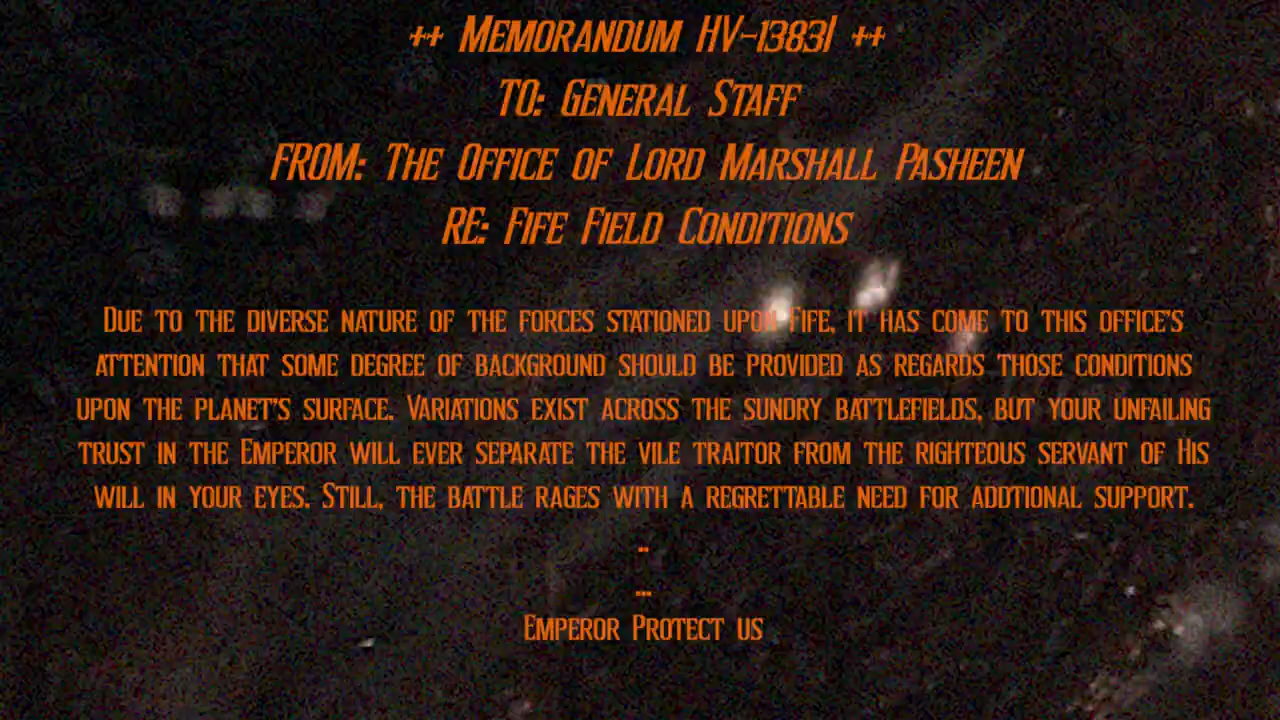 ++ Memorandum HV-1383I ++
TO: General Staff
FROM: The Office of Lord Marshall Pasheen
RE: Fife Field Conditions
Due to the diverse nature of the forces stationed upon Fife, it has come to this office's
attention that some degree of background should be provided as regards those conditions
upon the planet's surface. Variations exist across the sundry battlefields, but your unfailing
trust in the Emperor will ever separate the vile traitor from the righteous servant of His
will in your eyes. Still, the battle rages with a regrettable need for addtional support.
..
...
Emperor Protect us